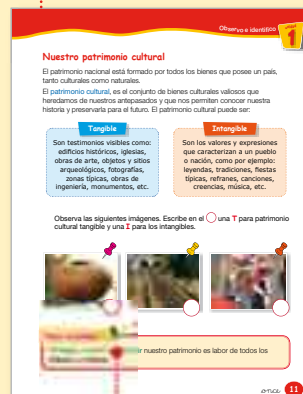 Observo e identifico
1
Nuestro patrimonio cultural
El patrimonio nacional está formado por todos los bienes que posee un país,
tanto culturales como naturales.
El patrimonio cultural, es el conjunto de bienes culturales valiosos que
heredamos de nuestros antepasados y que nos permiten conocer nuestra
historia y preservarla para el futuro. El patrimonio cultural puede ser:
Tangible
Son testimonios visibles como:
edificios históricos, iglesias,
obras de arte, objetos y sitios
arqueológicos, fotografías,
zonas típicas, obras de
ingeniería, monumentos, etc.
Intangible
Son los valores y expresiones
que caracterizan a un pueblo
o nación, como por ejemplo:
leyendas, tradiciones, fiestas
típicas, refranes, canciones,
creencias, música, etc.
Observa las siguientes imágenes. Escribe en el una T para patrimonio
cultural tangible y una I para los intangibles.
ir nuestro patrimonio es labor de todos los
once 11